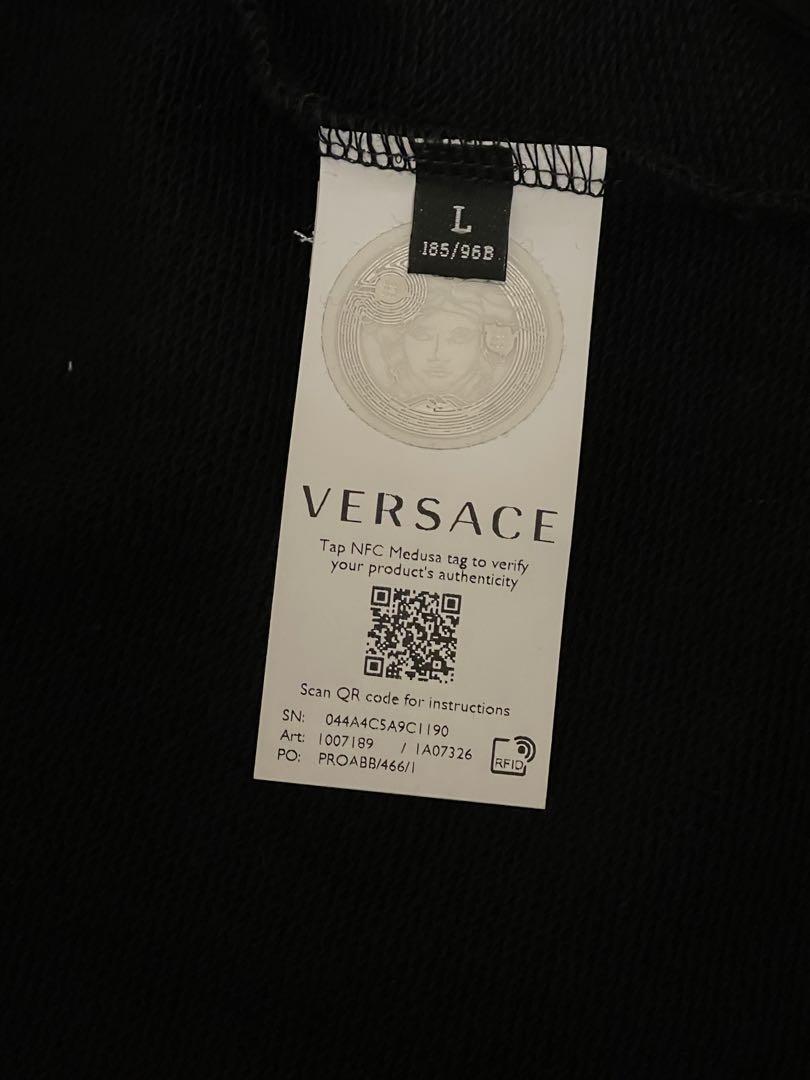 L
185/96B
VERSACE
Tap NFC Medusa tag to verify
your product's authenticity
Scan QR code for instructions
SN: 044A4C5A9C1190
Art: 1007189 / 1A07326
PO: PROABB/466/1
RFID